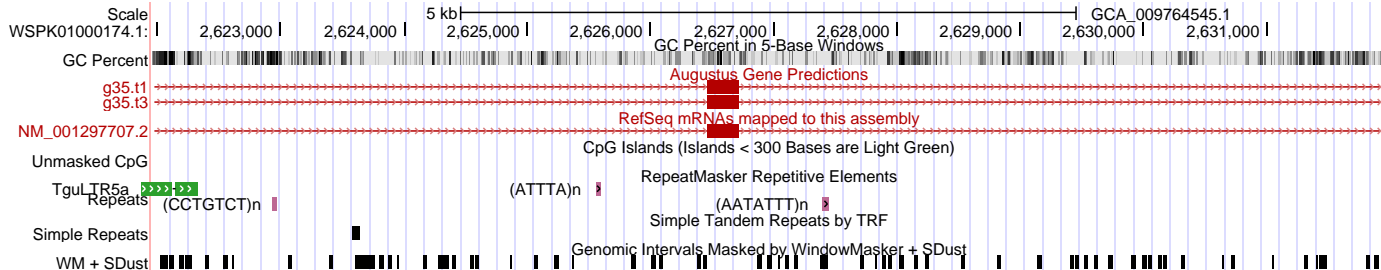 Scale 5 kb GCA_009764545.1
WSPK01000174.1: 2,623,000 2,624,000 2,625,000 2,626,000 2,627,000 2,628,000 2,629,000 2,630,000 2,631,000
GC Percent in 5-Base Windows
GC Percent
Augustus Gene Predictions
g35.t1
g35.t3
RefSeq mRNAs mapped to this assembly
NM_001297707.2
CpG Islands (Islands < 300 Bases are Light Green)
Unmasked CpG
RepeatMasker Repetitive Elements
TguLTR5a (ATTTA)n
Repeats (CCTGTCT)n (AATATTT)n
Simple Tandem Repeats by TRF
Simple Repeats
Genomic Intervals Masked by WindowMasker + SDust
WM + SDust